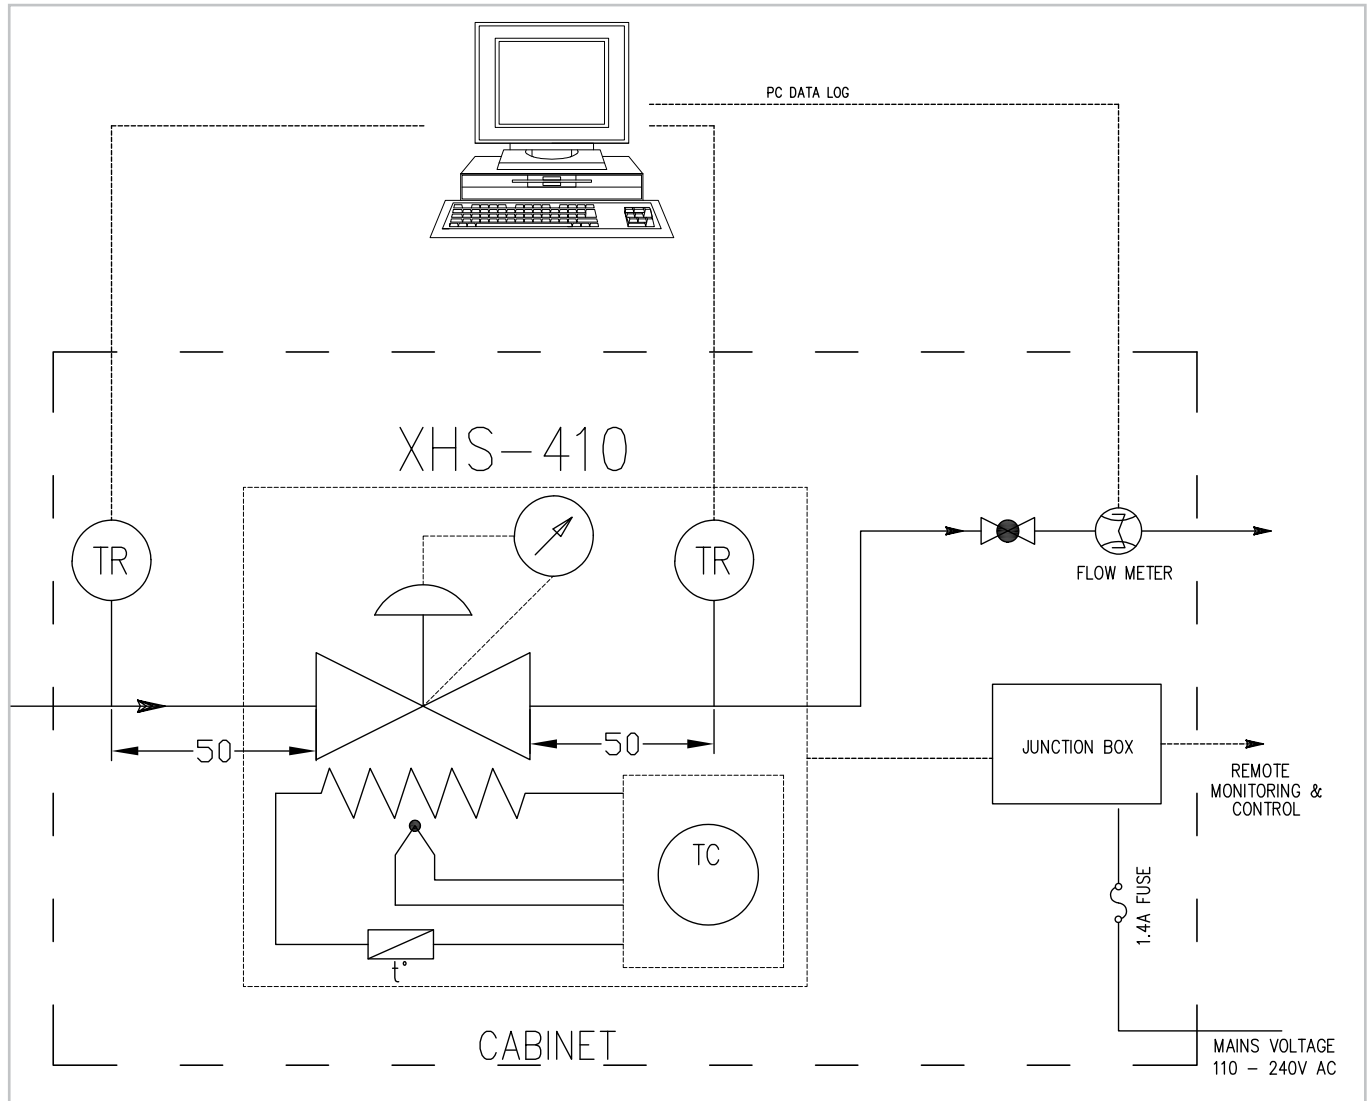 PC DATA LOG
XHS-410
TR
TR
FLOW METER
50
50
JUNCTION BOX
REMOTE
MONITORING &
CONTROL
TC
1.4A FUSE
t°
CABINET
MAINS VOLTAGE
110 - 240V AC